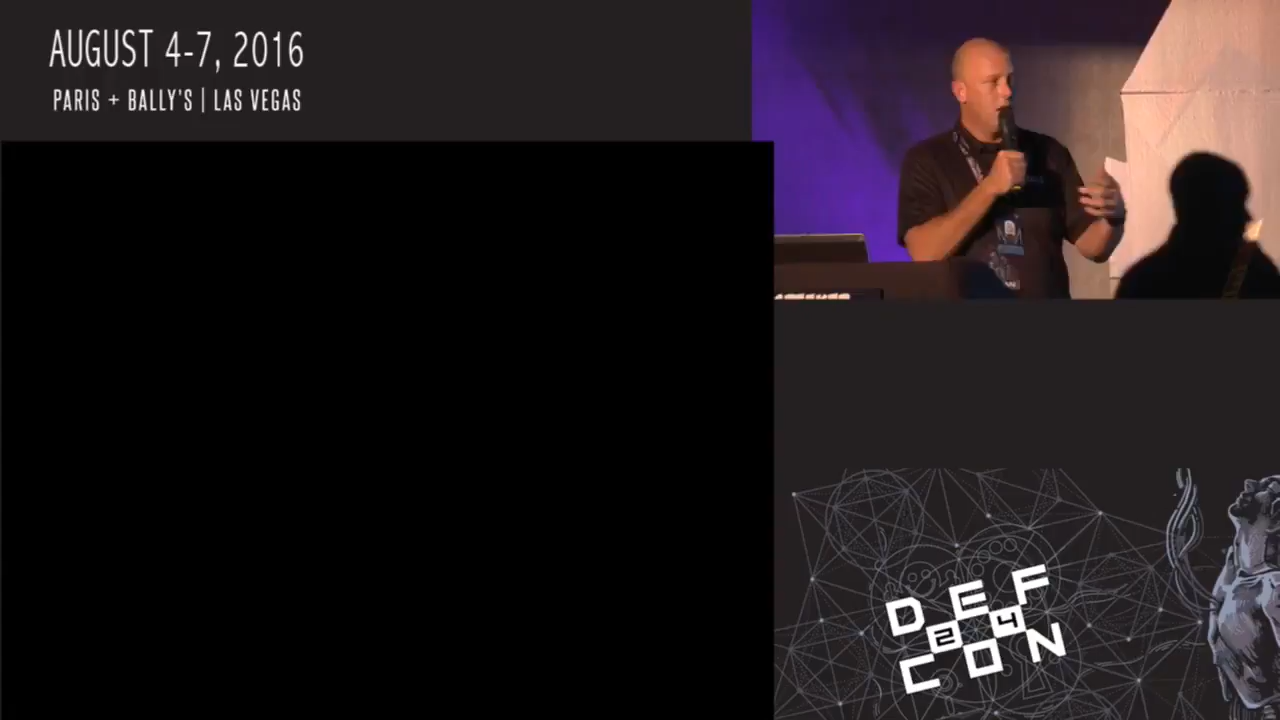 AUGUST 4-7, 2016
PARIS + BALLY'S | LAS VEGAS
DEF
24
CON